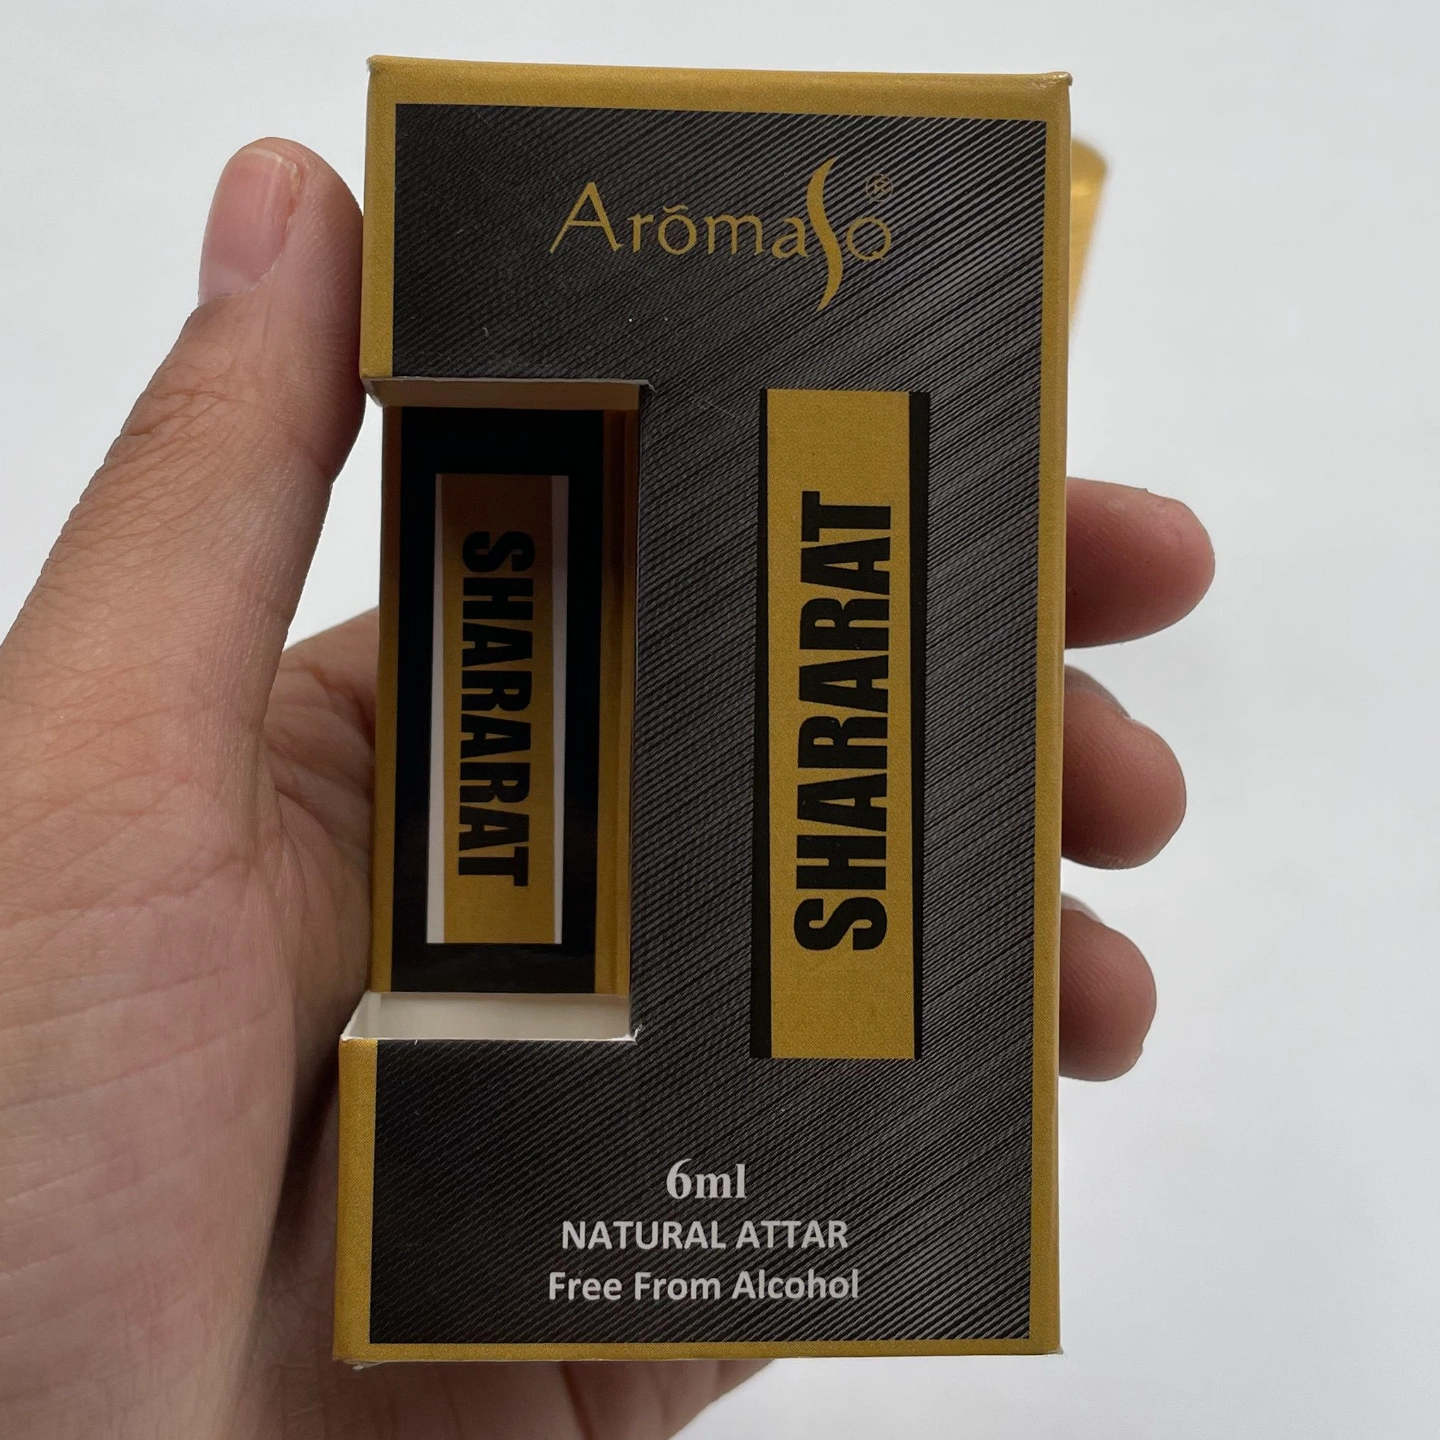 ArōmaSo®
SHARARAT
SHARARAT
6ml
NATURAL ATTAR
Free From Alcohol